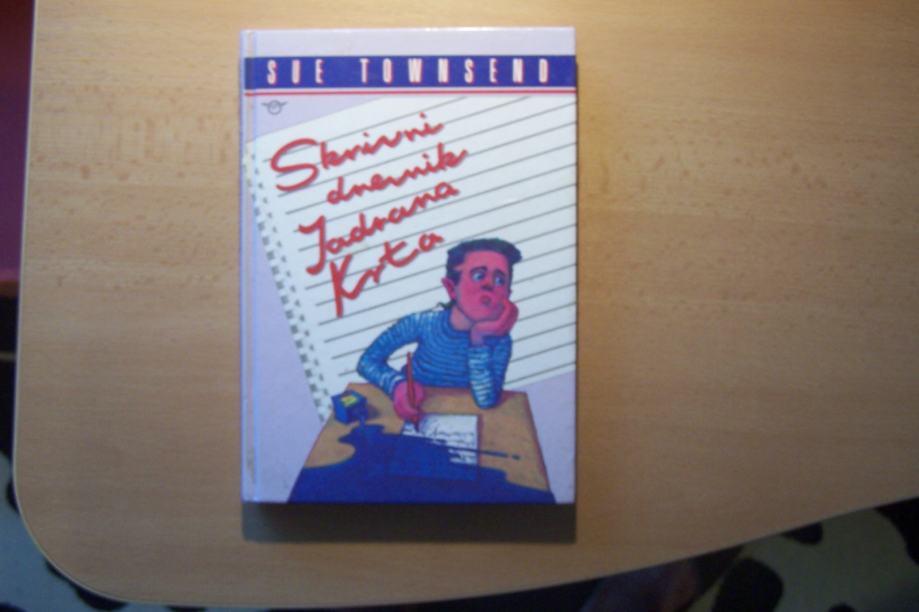 SUE TOWNSEND
Skrivni
dnevnik
Jadrana
Krta